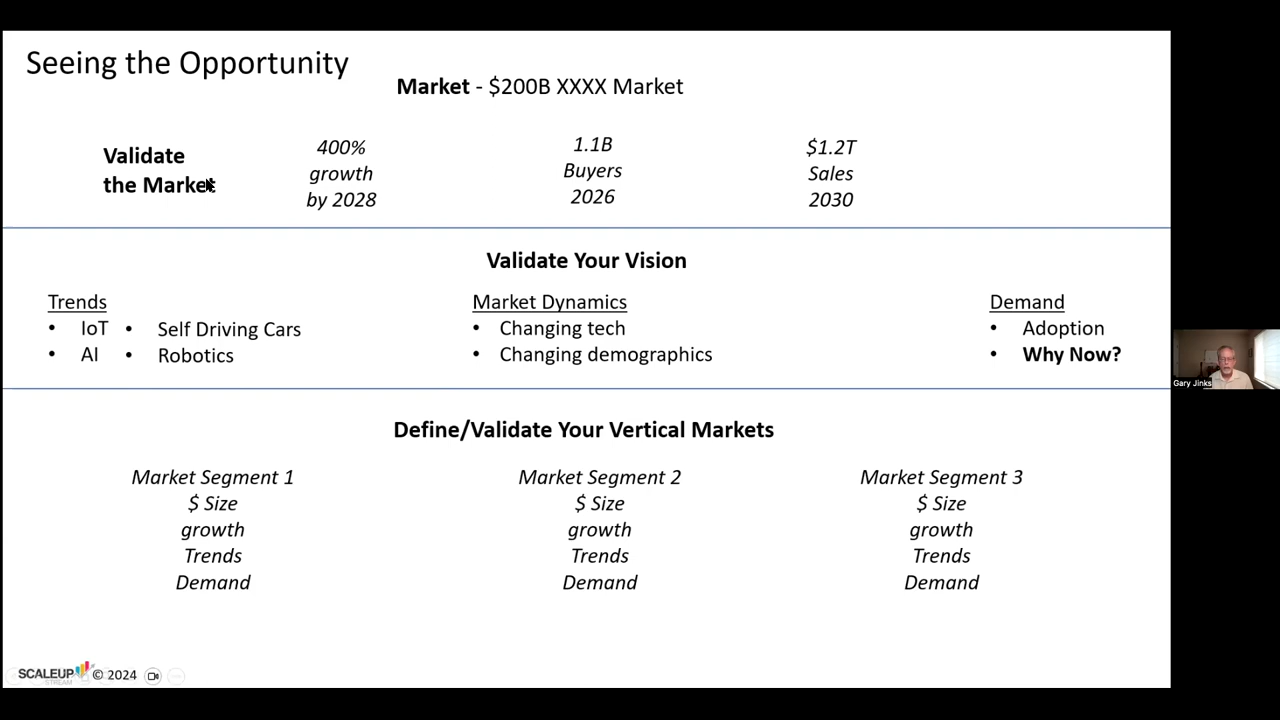 Seeing the Opportunity
Market - $200B XXXX Market
Validate
the Market
400%
growth
by 2028
1.1B
Buyers
2026
$1.2T
Sales
2030
Validate Your Vision
Trends
• IoT • Self Driving Cars
• AI • Robotics
Market Dynamics
• Changing tech
• Changing demographics
Demand
• Adoption
• Why Now?
Define/Validate Your Vertical Markets
Market Segment 1
$ Size
growth
Trends
Demand
Market Segment 2
$ Size
growth
Trends
Demand
Market Segment 3
$ Size
growth
Trends
Demand
SCALEUP
STREAM
© 2024
Gary Jinks